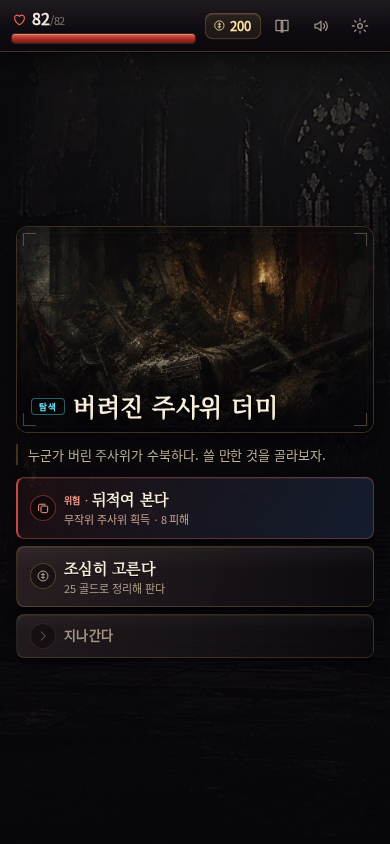 82/82
200
탐색 버려진 주사위 더미
누군가 버린 주사위가 수북하다. 쓸 만한 것을 골라보자.
위험 · 뒤적여 본다
무작위 주사위 획득 · 8 피해
조심히 고른다
25 골드로 정리해 판다
지나간다